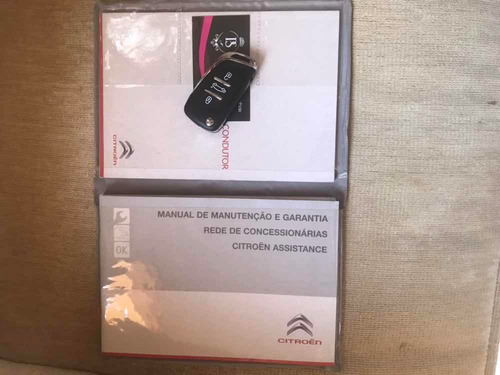 CONDUTOR
CITROËN
MANUAL DE MANUTENÇÃO E GARANTIA
REDE DE CONCESSIONÁRIAS
CITROËN ASSISTANCE
OK
CITROËN